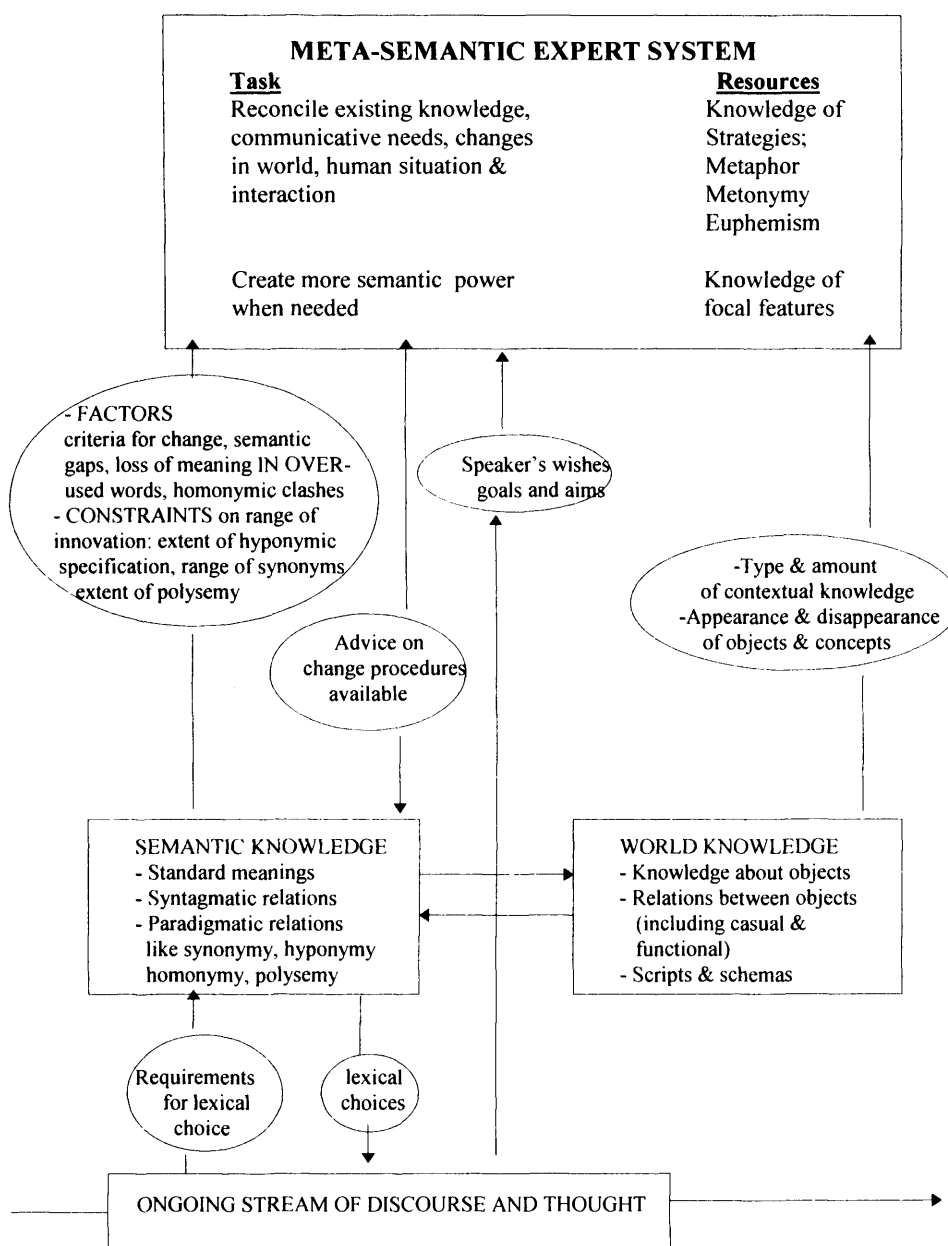 META-SEMANTIC EXPERT SYSTEM
Task
Reconcile existing knowledge,
communicative needs, changes
in world, human situation &
interaction
Create more semantic power
when needed
Resources
Knowledge of
Strategies;
Metaphor
Metonymy
Euphemism
Knowledge of
focal features
- FACTORS
criteria for change, semantic
gaps, loss of meaning IN OVER-
used words, homonymic clashes
- CONSTRAINTS on range of
innovation: extent of hyponymic
specification, range of synonyms
extent of polysemy
Advice on
change procedures
available
Speaker's wishes
goals and aims
-Type & amount
of contextual knowledge
-Appearance & disappearance
of objects & concepts
SEMANTIC KNOWLEDGE
- Standard meanings
- Syntagmatic relations
- Paradigmatic relations
like synonymy, hyponymy
homonymy, polysemy
WORLD KNOWLEDGE
- Knowledge about objects
- Relations between objects
(including casual &
functional)
- Scripts & schemas
Requirements
for lexical
choice
lexical
choices
ONGOING STREAM OF DISCOURSE AND THOUGHT